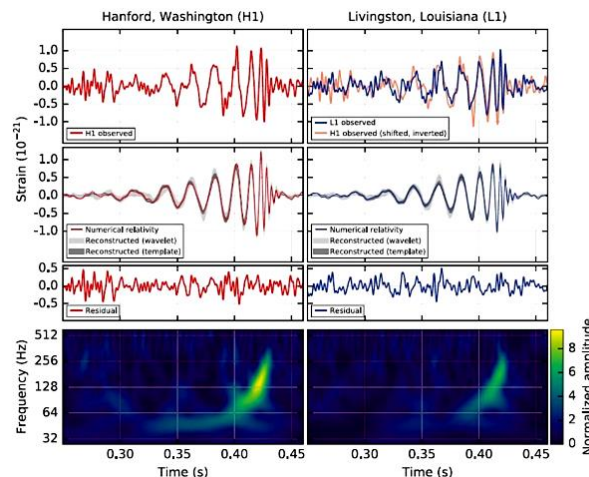 Hanford, Washington (H1)
Livingston, Louisiana (L1)
Strain (10⁻²¹)
1.0
0.5
0.0
-0.5
-1.0
H1 observed
L1 observed
H1 observed (shifted, inverted)
1.0
0.5
0.0
-0.5
-1.0
Numerical relativity
Reconstructed (wavelet)
Reconstructed (template)
Numerical relativity
Reconstructed (wavelet)
Reconstructed (template)
0.5
0.0
-0.5
Residual
Residual
Frequency (Hz)
512
256
128
64
32
0.30
0.35
0.40
0.45
Time (s)
0.30
0.35
0.40
0.45
Time (s)
8
6
4
2
0
Normalized amplitude